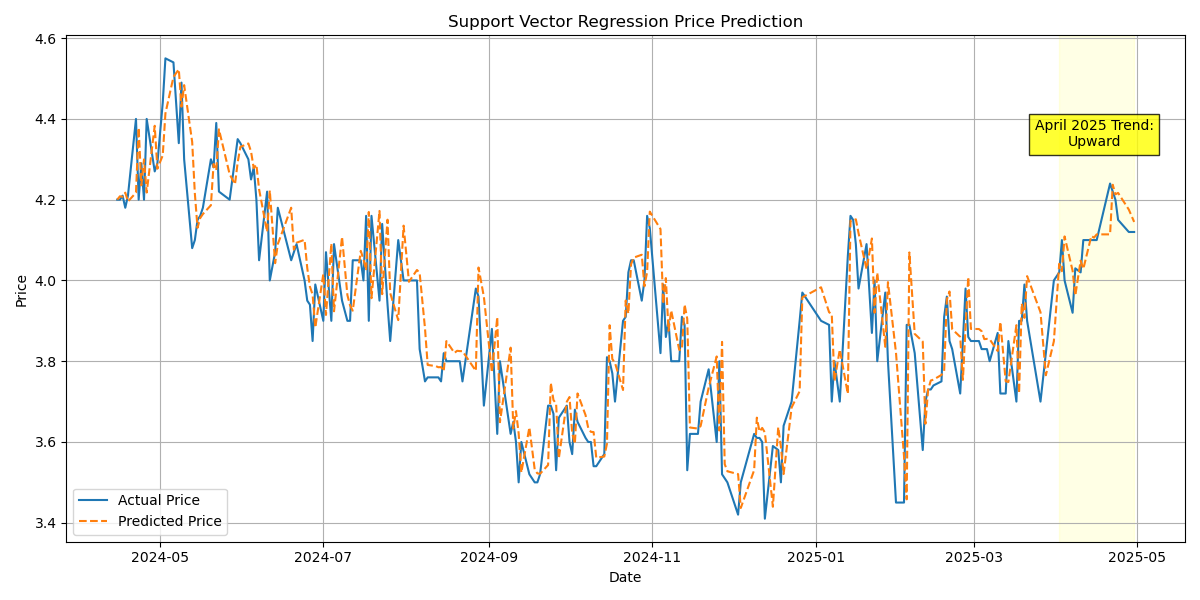 Support Vector Regression Price Prediction
4.6
4.4
4.2
4.0
3.8
3.6
3.4
Price
April 2025 Trend:
Upward
Actual Price
Predicted Price
2024-05
2024-07
2024-09
2024-11
2025-01
2025-03
2025-05
Date